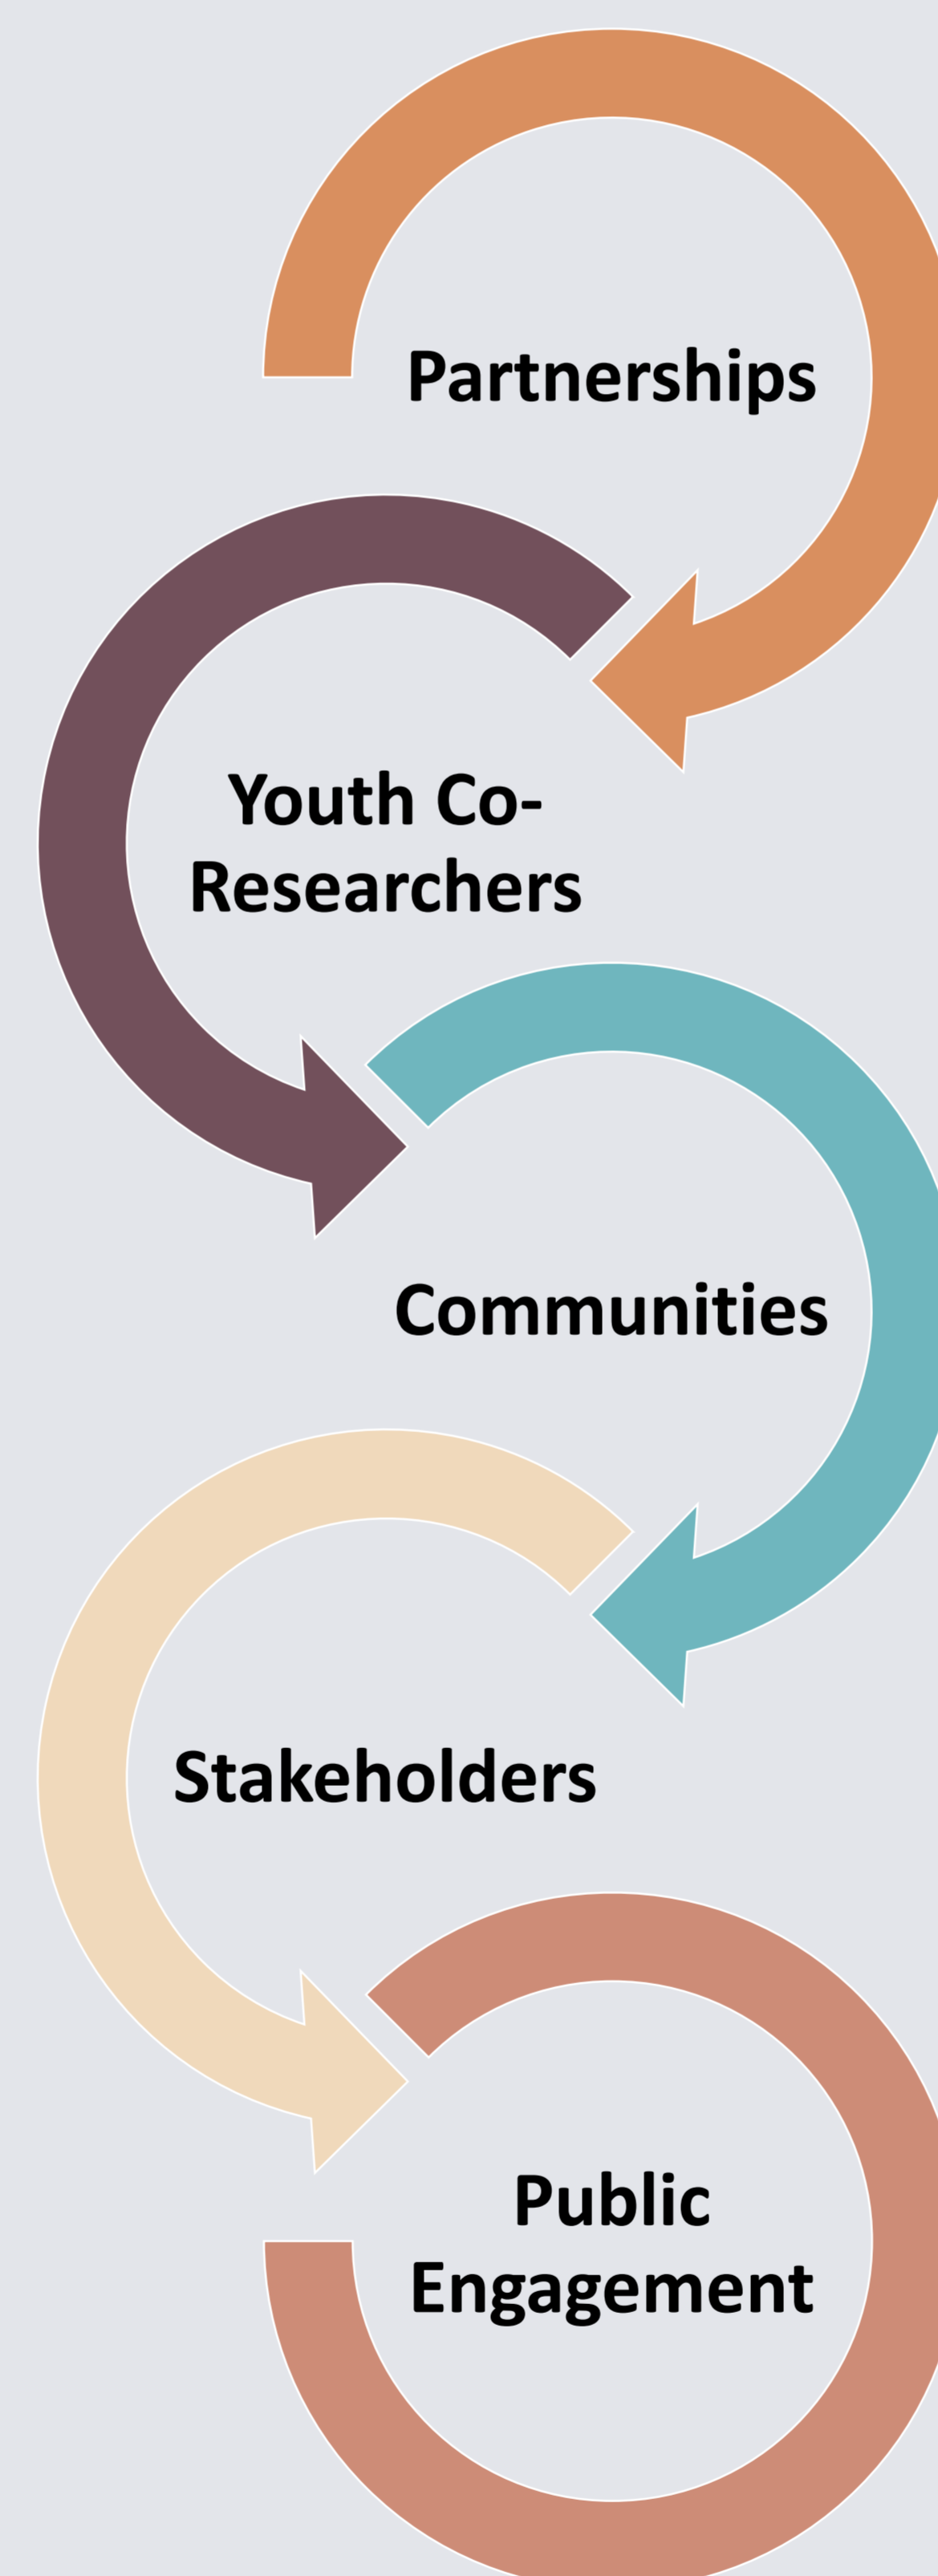 Partnerships
Youth Co-
Researchers
Communities
Stakeholders
Public
Engagement